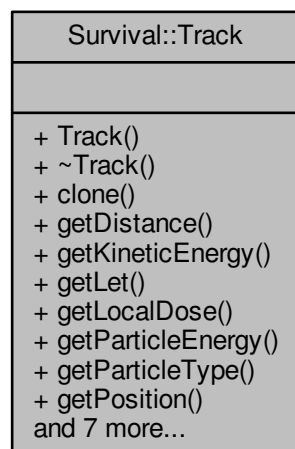 Survival::Track
+ Track()
+ ~Track()
+ clone()
+ getDistance()
+ getKineticEnergy()
+ getLet()
+ getLocalDose()
+ getParticleEnergy()
+ getParticleType()
+ getPosition()
and 7 more...